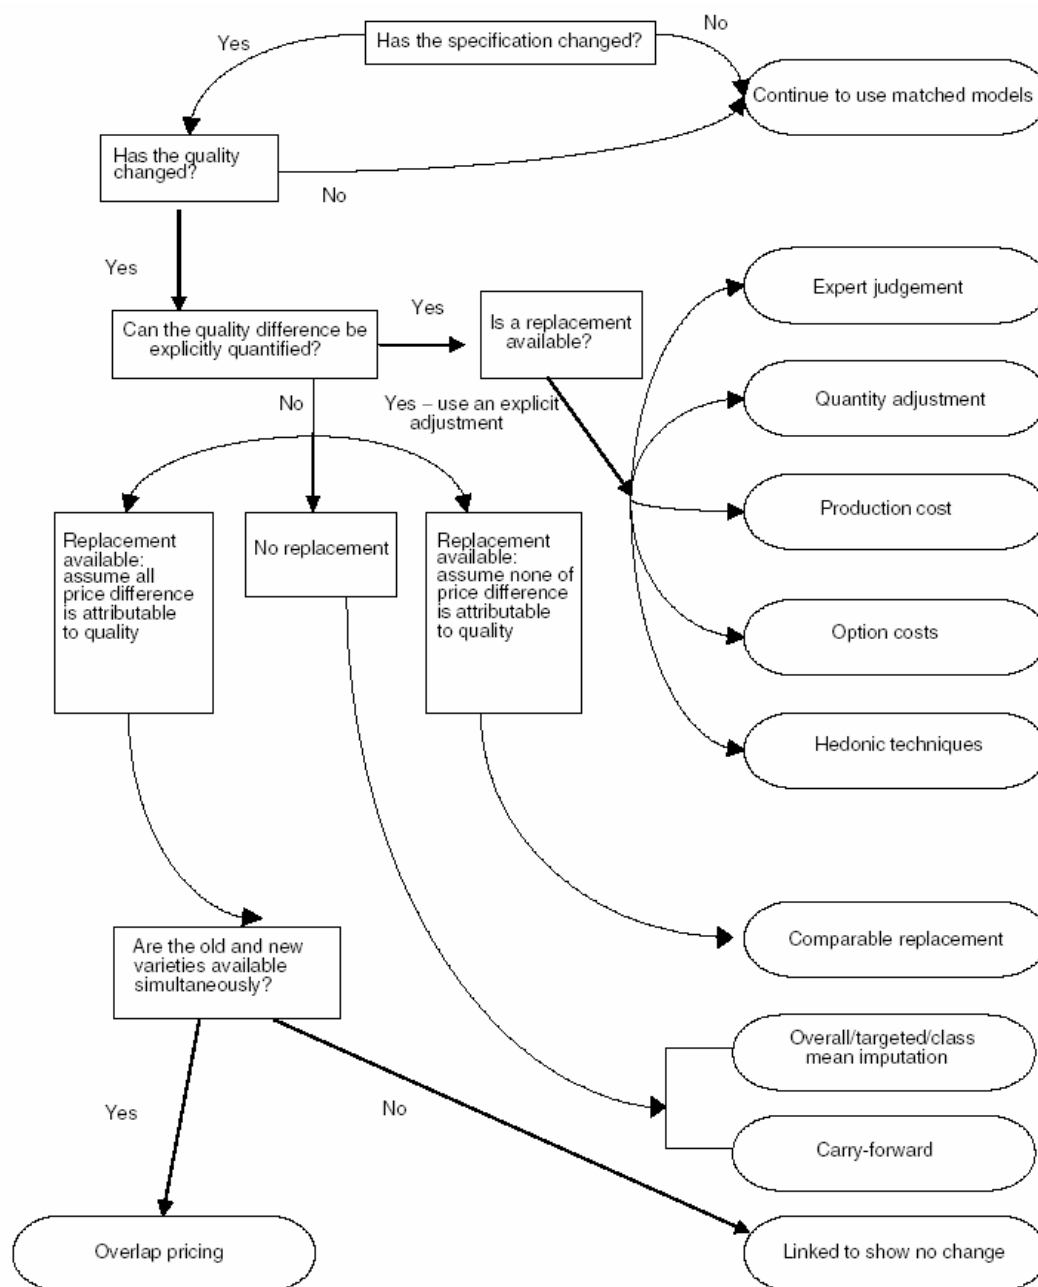 No
Yes
Has the specification changed?
Continue to use matched models
Has the quality
changed?
No
Yes
Expert judgement
Yes
Is a replacement
available?
Can the quality difference be
explicitly quantified?
No
Yes – use an explicit
adjustment
Quantity adjustment
Production cost
Replacement
available:
assume all
price difference
is attributable
to quality
No replacement
Replacement
available:
assume none of
price difference
is attributable
to quality
Option costs
Hedonic techniques
Are the old and new
varieties available
simultaneously?
Comparable replacement
Overall/targeted/class
mean imputation
Yes
No
Carry-forward
Overlap pricing
Linked to show no change